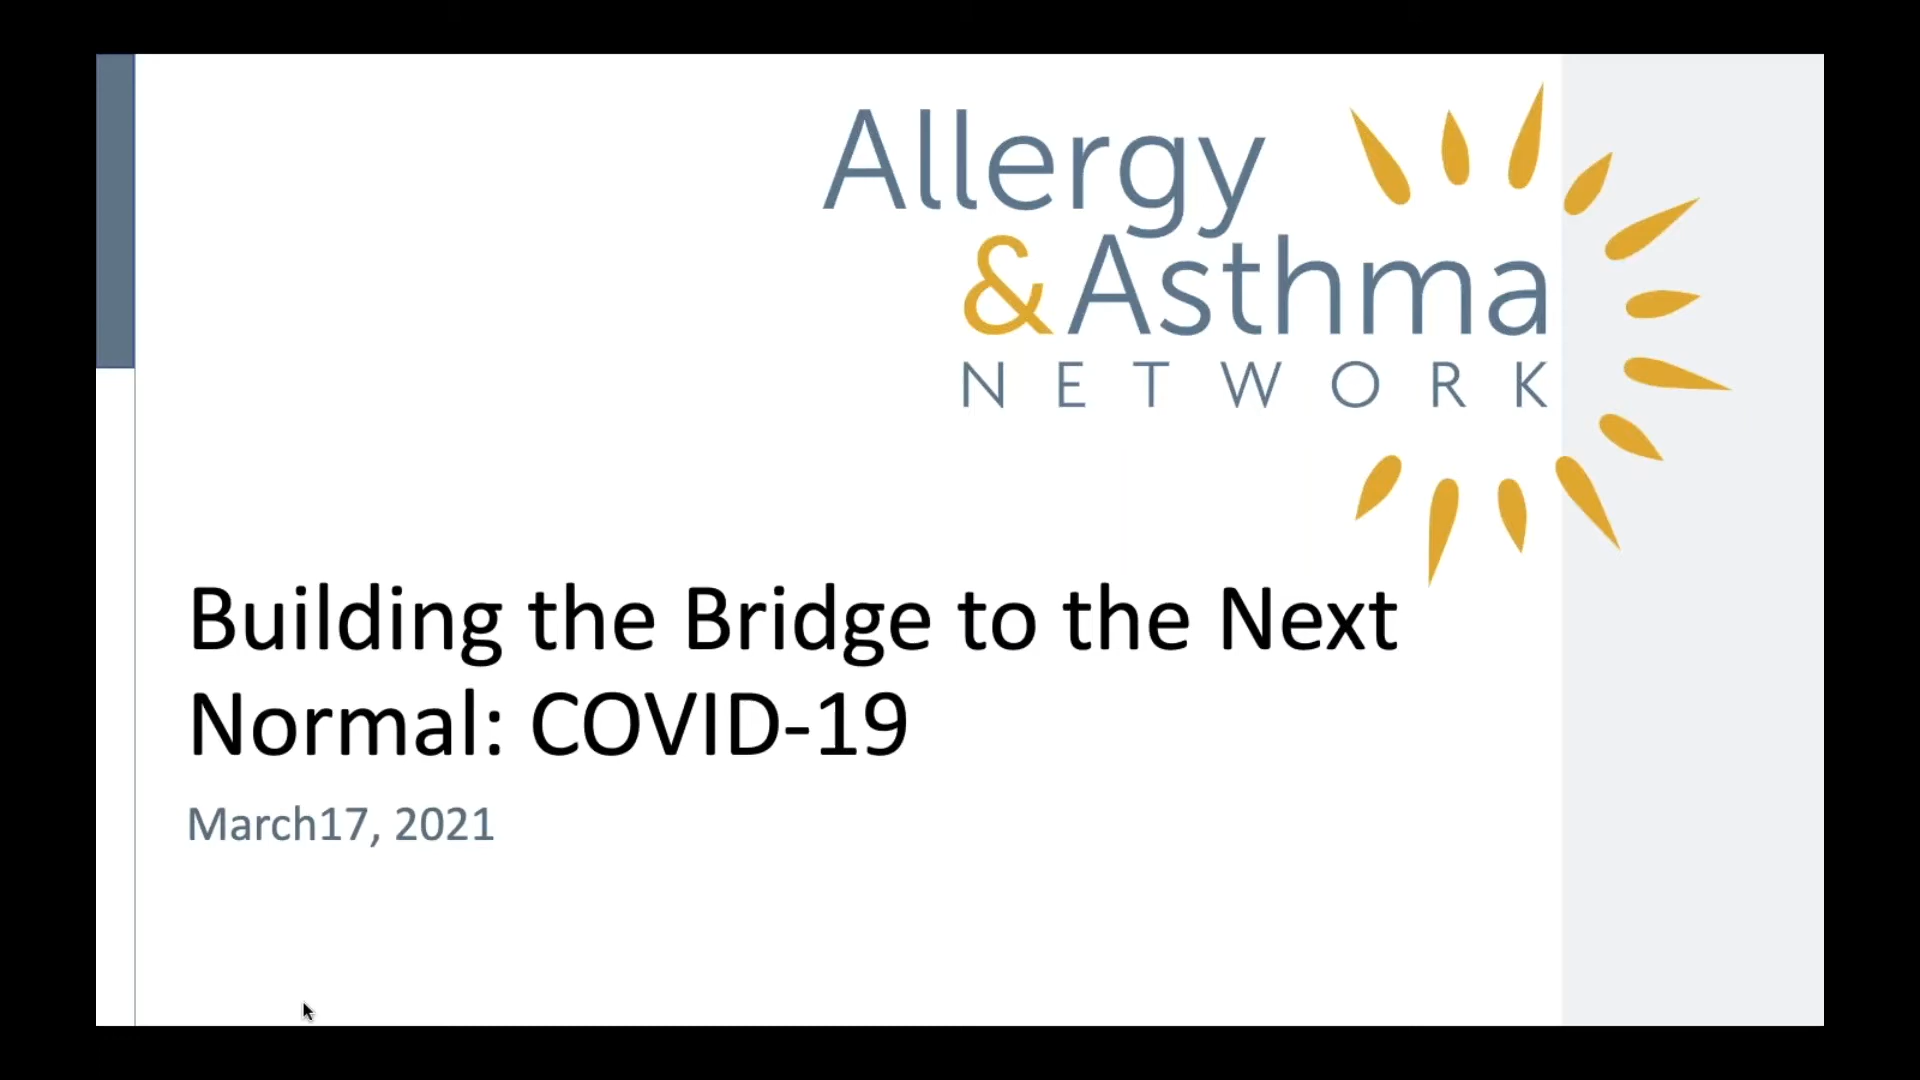 Allergy
&Asthma
NETWORK
Building the Bridge to the Next
Normal: COVID-19
March17, 2021